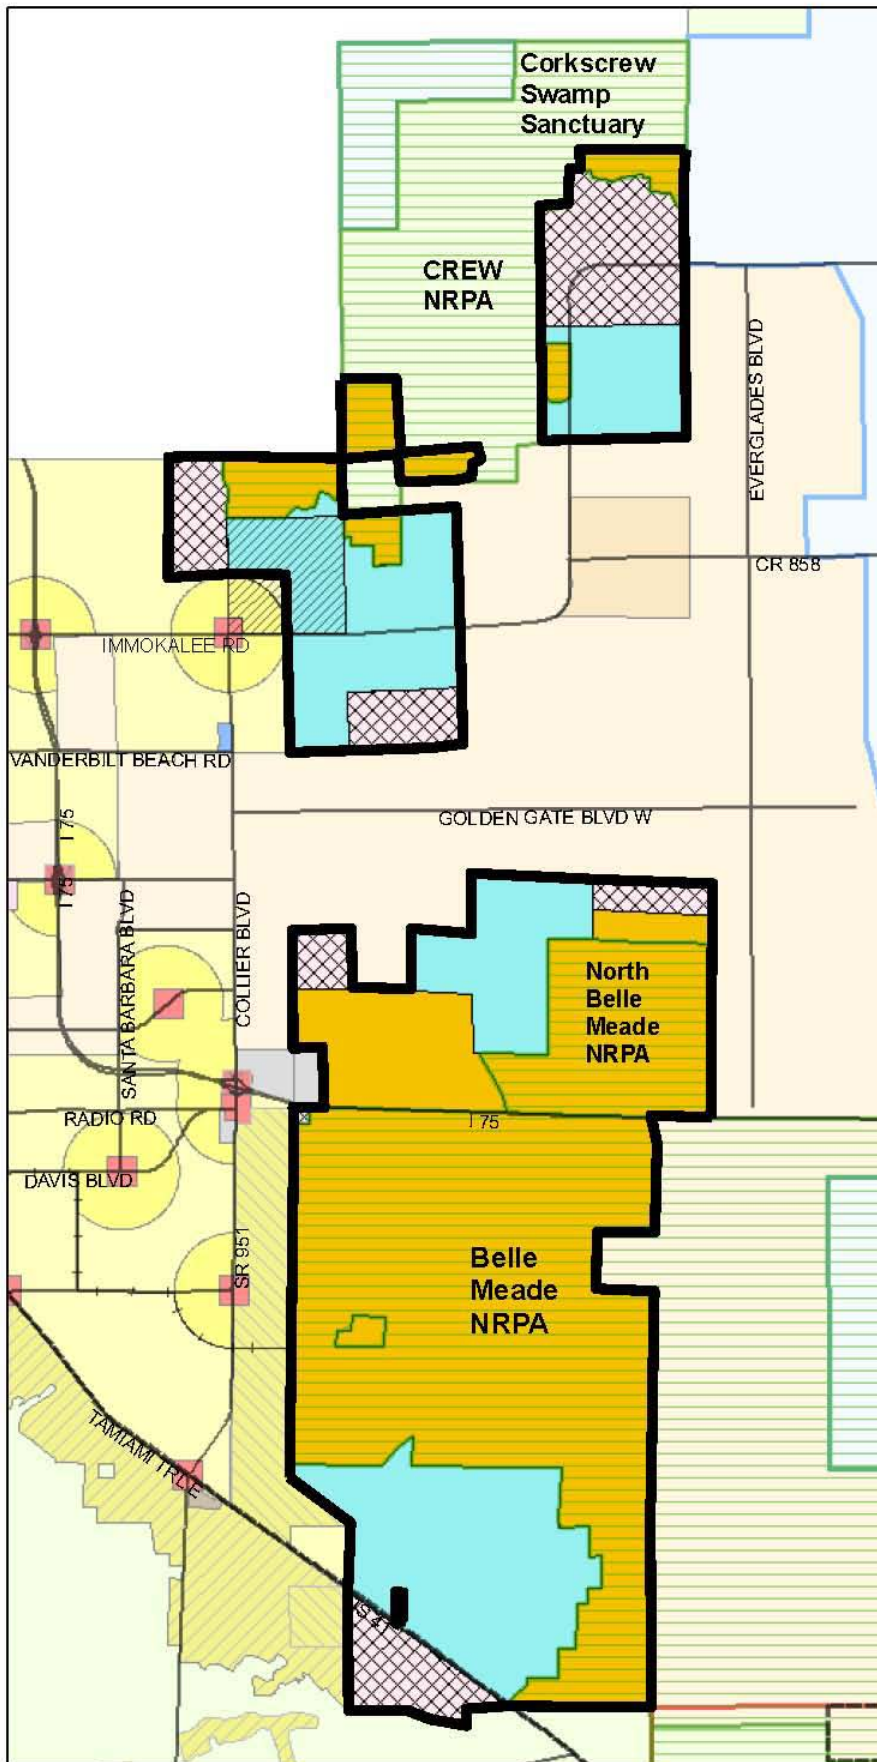 Corkscrew
Swamp
Sanctuary
CREW
NRPA
EVERGLADES BLVD
CR 858
IMMOKALEE RD
VANDERBILT BEACH RD
I 75
GOLDEN GATE BLVD W
I 75
SANTA BARBARA BLVD
COLLIER BLVD
North
Belle
Meade
NRPA
RADIO RD
I 75
DAVIS BLVD
SR 951
Belle
Meade
NRPA
TAMIAMI TRL E